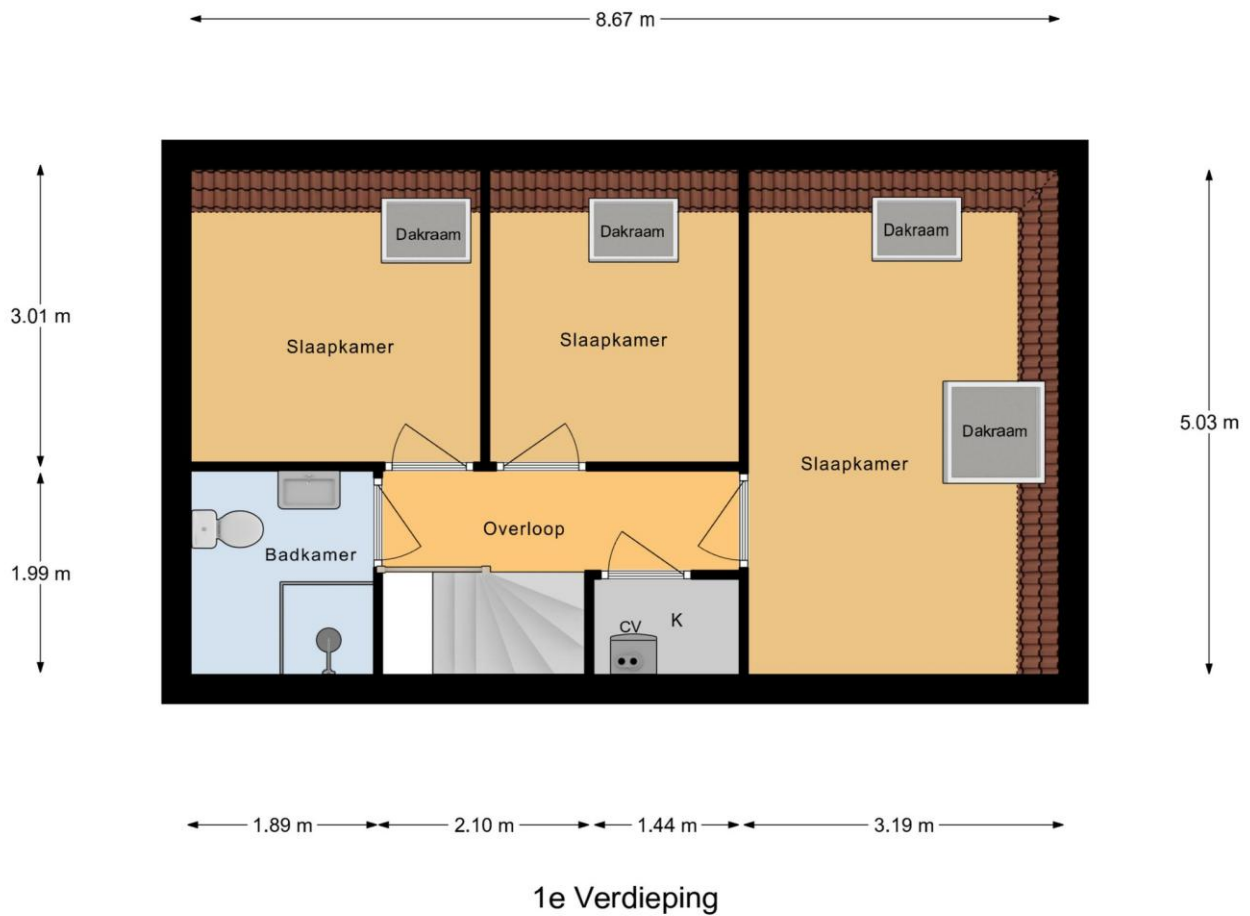 8.67 m
Dakraam
Dakraam
Dakraam
3.01 m
Slaapkamer
Slaapkamer
5.03 m
Dakraam
Slaapkamer
Overloop
Badkamer
1.99 m
CV
K
1.89 m
2.10 m
1.44 m
3.19 m
1e Verdieping